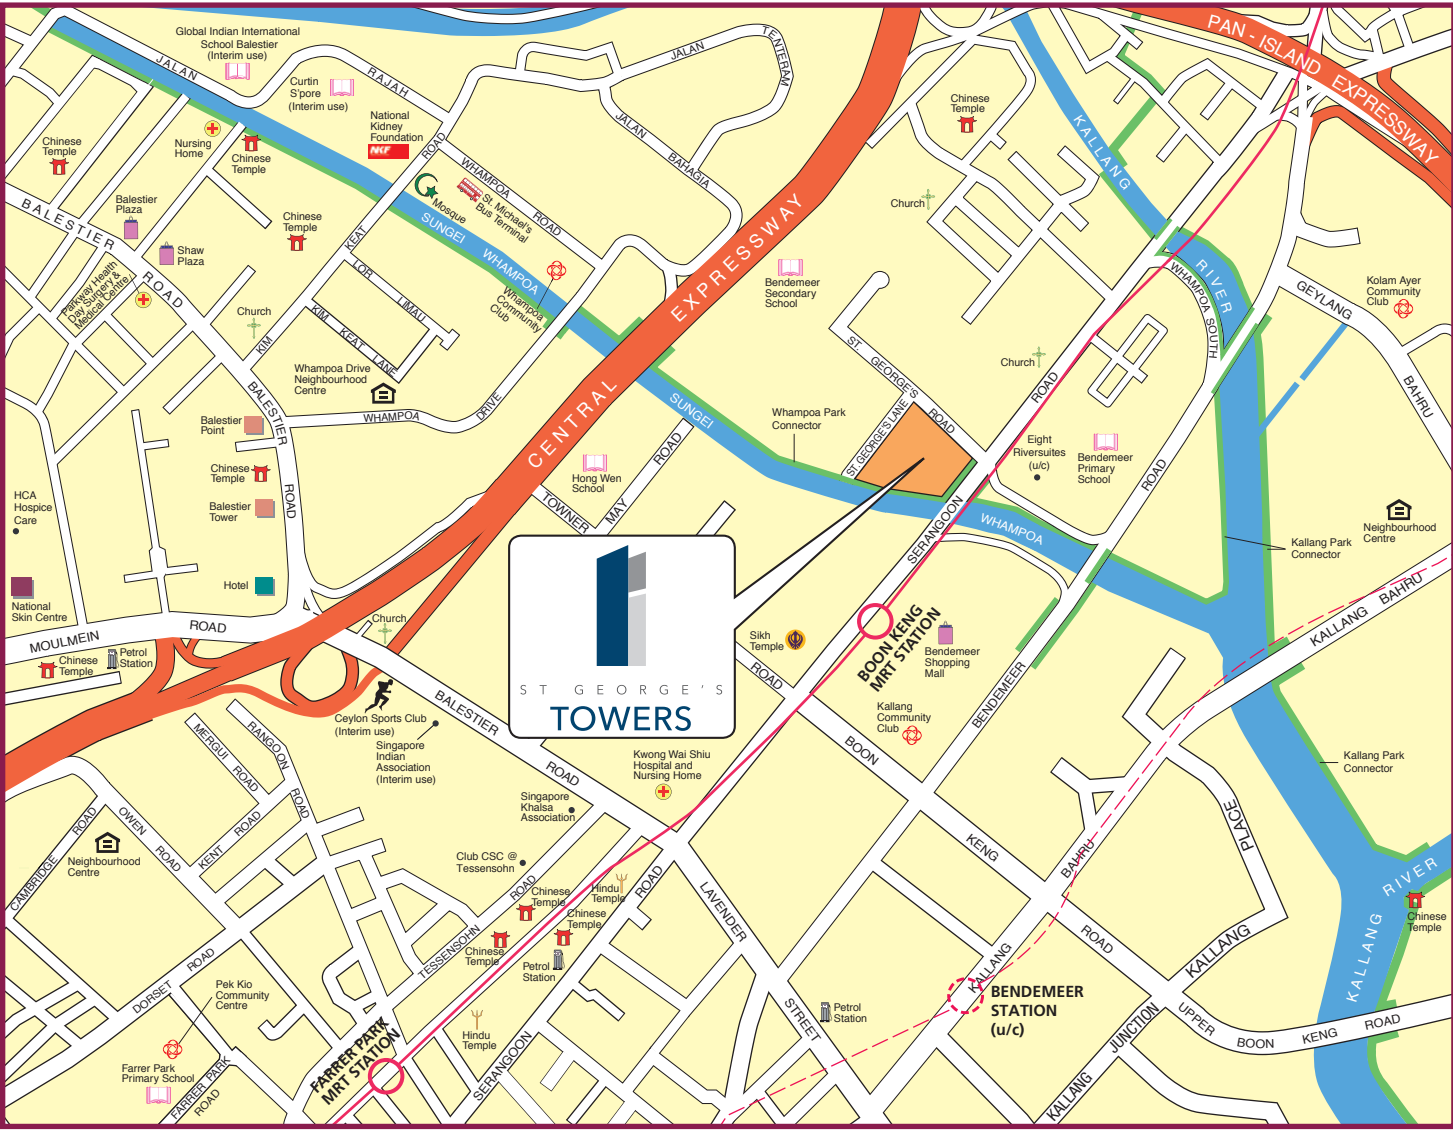 Global Indian International
School Balestier
(Interim use)
JALAN
RAJAH
Curtin
S'pore
(Interim use)
National
Kidney
Foundation
NKF
ROAD
JALAN
TENTERAM
JALAN
BAHAGIA
PAN - ISLAND EXPRESSWAY
Chinese
Temple
Nursing
Home
Chinese
Temple
Chinese
Temple
KALLANG
RIVER
Church
WHAMPOA
ROAD
St. Michael's
Bus Terminal
Mosque
SUNGEI WHAMPOA
Balestier
Plaza
Shaw
Plaza
BALESTIER
ROAD
Parkway Health
Day Surgery &
Medical Centre
Chinese
Temple
KEAT
LOR
LIMAU
KIM
KEAT
LANE
KIM
Church
Whampoa
Community
Club
CENTRAL EXPRESSWAY
Bendemeer
Secondary
School
WHAMPOA SOUTH
GEYLANG
BAHRU
Kolam Ayer
Community
Club
Whampoa Drive
Neighbourhood
Centre
BALESTIER
ROAD
WHAMPOA
DRIVE
Balestier
Point
Chinese
Temple
Balestier
Tower
Hotel
ST. GEORGE'S
ROAD
ST. GEORGE'S LANE
Church
ROAD
SUNGEI
Whampoa Park
Connector
WHAMPOA
Eight
Riversuites
(u/c)
Bendemeer
Primary
School
ROAD
Hong Wen
School
ROAD
MAY
TOWNER
SERANGOON
Neighbourhood
Centre
Kallang Park
Connector
HCA
Hospice
Care
National
Skin Centre
MOULMEIN
ROAD
Chinese
Temple
Petrol
Station
Church
ST GEORGE'S
TOWERS
Sikh
Temple
ROAD
BOON KENG
MRT STATION
Bendemeer
Shopping
Mall
BENDEMEER
KALLANG
BAHRU
Kallang
Community
Club
BOON
Ceylon Sports Club
(Interim use)
Singapore
Indian
Association
(Interim use)
BALESTIER
ROAD
RANGOON
ROAD
MERGUI
ROAD
KENT
ROAD
OWEN
ROAD
CAMBRIDGE
ROAD
Neighbourhood
Centre
Kwong Wai Shiu
Hospital and
Nursing Home
Singapore
Khalsa
Association
Club CSC @
Tessensohn
Kallang Park
Connector
PLACE
KALLANG
KENG
BAHRU
KALLANG
ROAD
LAVENDER
STREET
ROAD
Hindu
Temple
Chinese
Temple
Chinese
Temple
Chinese
Temple
TESSENSOHN
ROAD
Petrol
Station
Hindu
Temple
SERANGOON
DORSET
ROAD
Pek Kio
Community
Centre
Farrer Park
Primary School
FARRER PARK
ROAD
FARRER PARK
MRT STATION
Petrol
Station
BENDEMEER
STATION
(u/c)
UPPER
BOON
KENG
ROAD
KALLANG
JUNCTION
KALLANG
RIVER
Chinese
Temple